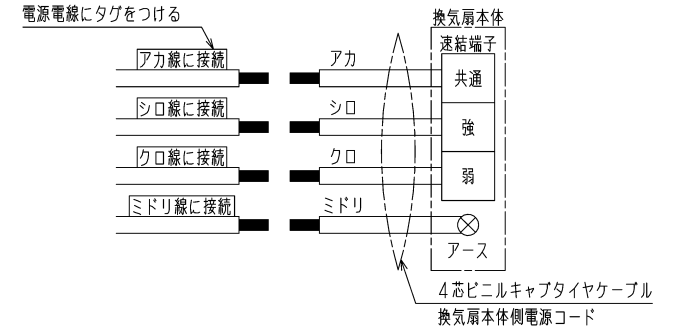 電源電線にタグをつける
換気扇本体
速結端子
アカ線に接続
アカ
共通
シロ線に接続
シロ
強
クロ線に接続
クロ
弱
ミドリ線に接続
ミドリ
アース
4芯ビニルキャブタイヤケーブル
換気扇本体側電源コード